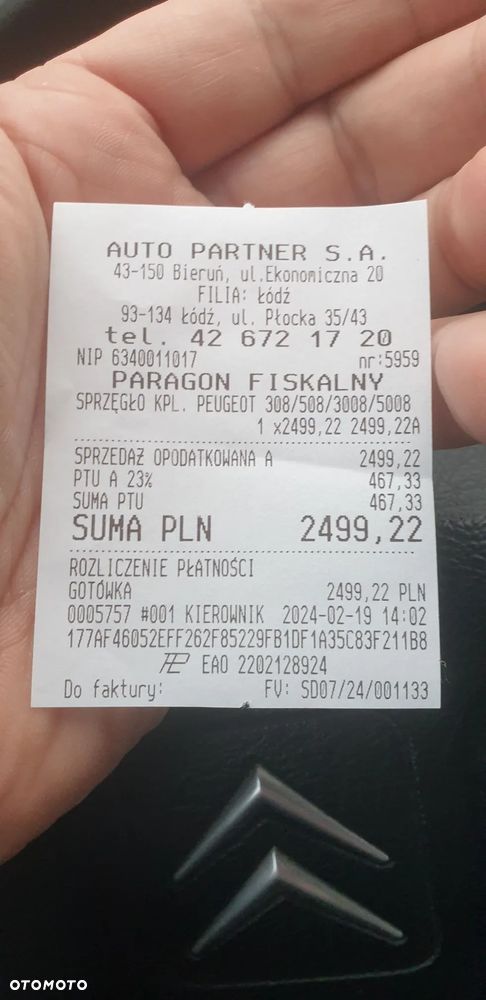 AUTO PARTNER S.A.
43-150 Bieruń, ul.Ekonomiczna 20
FILIA: Łódź
93-134 Łódź, ul. Płocka 35/43
tel. 42 672 17 20
NIP 6340011017 nr:5959
PARAGON FISKALNY
SPRZĘGŁO KPL. PEUGEOT 308/508/3008/5008
1 x2499,22 2499,22A
SPRZEDAŻ OPODATKOWANA A 2499,22
PTU A 23% 467,33
SUMA PTU 467,33
SUMA PLN 2499,22
ROZLICZENIE PŁATNOŚCI
GOTÓWKA 2499,22 PLN
0005757 #001 KIEROWNIK 2024-02-19 14:02
177AF46052EFF262F85229FB1DF1A35C83F211B8
EAO 2202128924
Do faktury: FV: SD07/24/001133
OTOMOTO